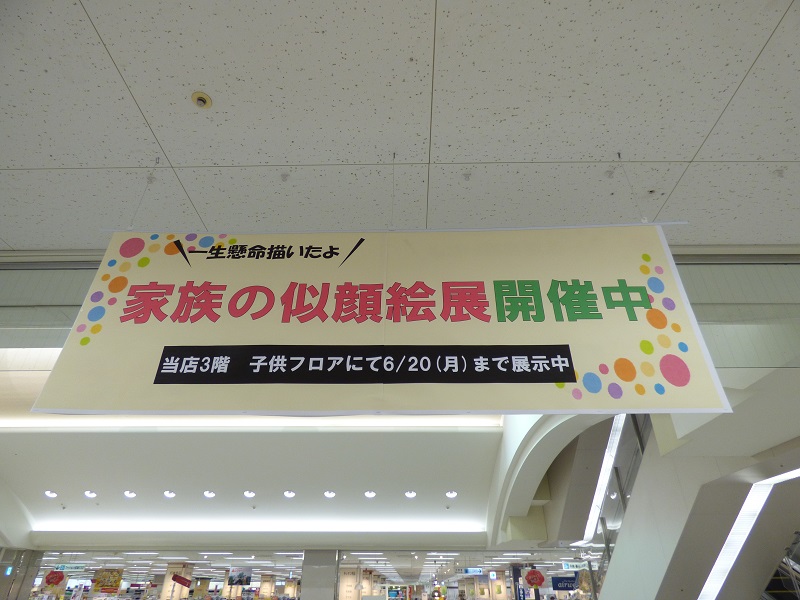 一生懸命描いたよ
家族の似顔絵展開催中
当店3階 子供フロアにて6/20(月)まで展示中